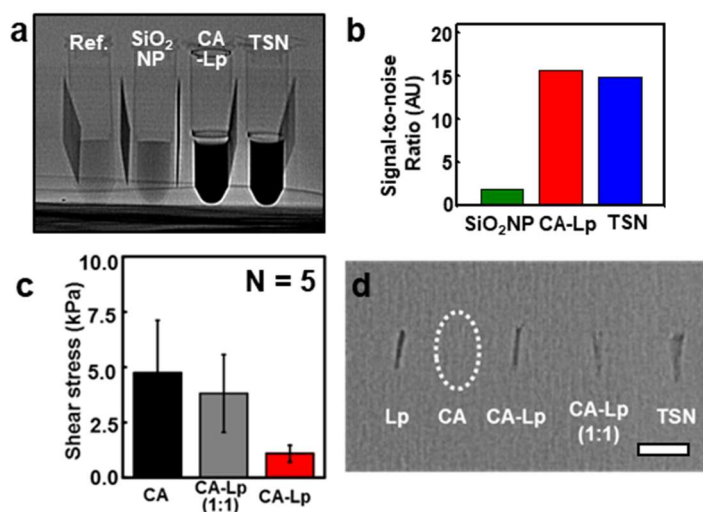 a
Ref.
SiO₂
NP
CA
-Lp
TSN
b
Signal-to-noise
Ratio (AU)
20
15
10
5
0
SiO₂NP
CA-Lp
TSN
c
N = 5
Shear stress (kPa)
10.0
7.5
5.0
2.5
0.0
CA
CA-Lp
(1:1)
CA-Lp
d
Lp
CA
CA-Lp
CA-Lp
(1:1)
TSN